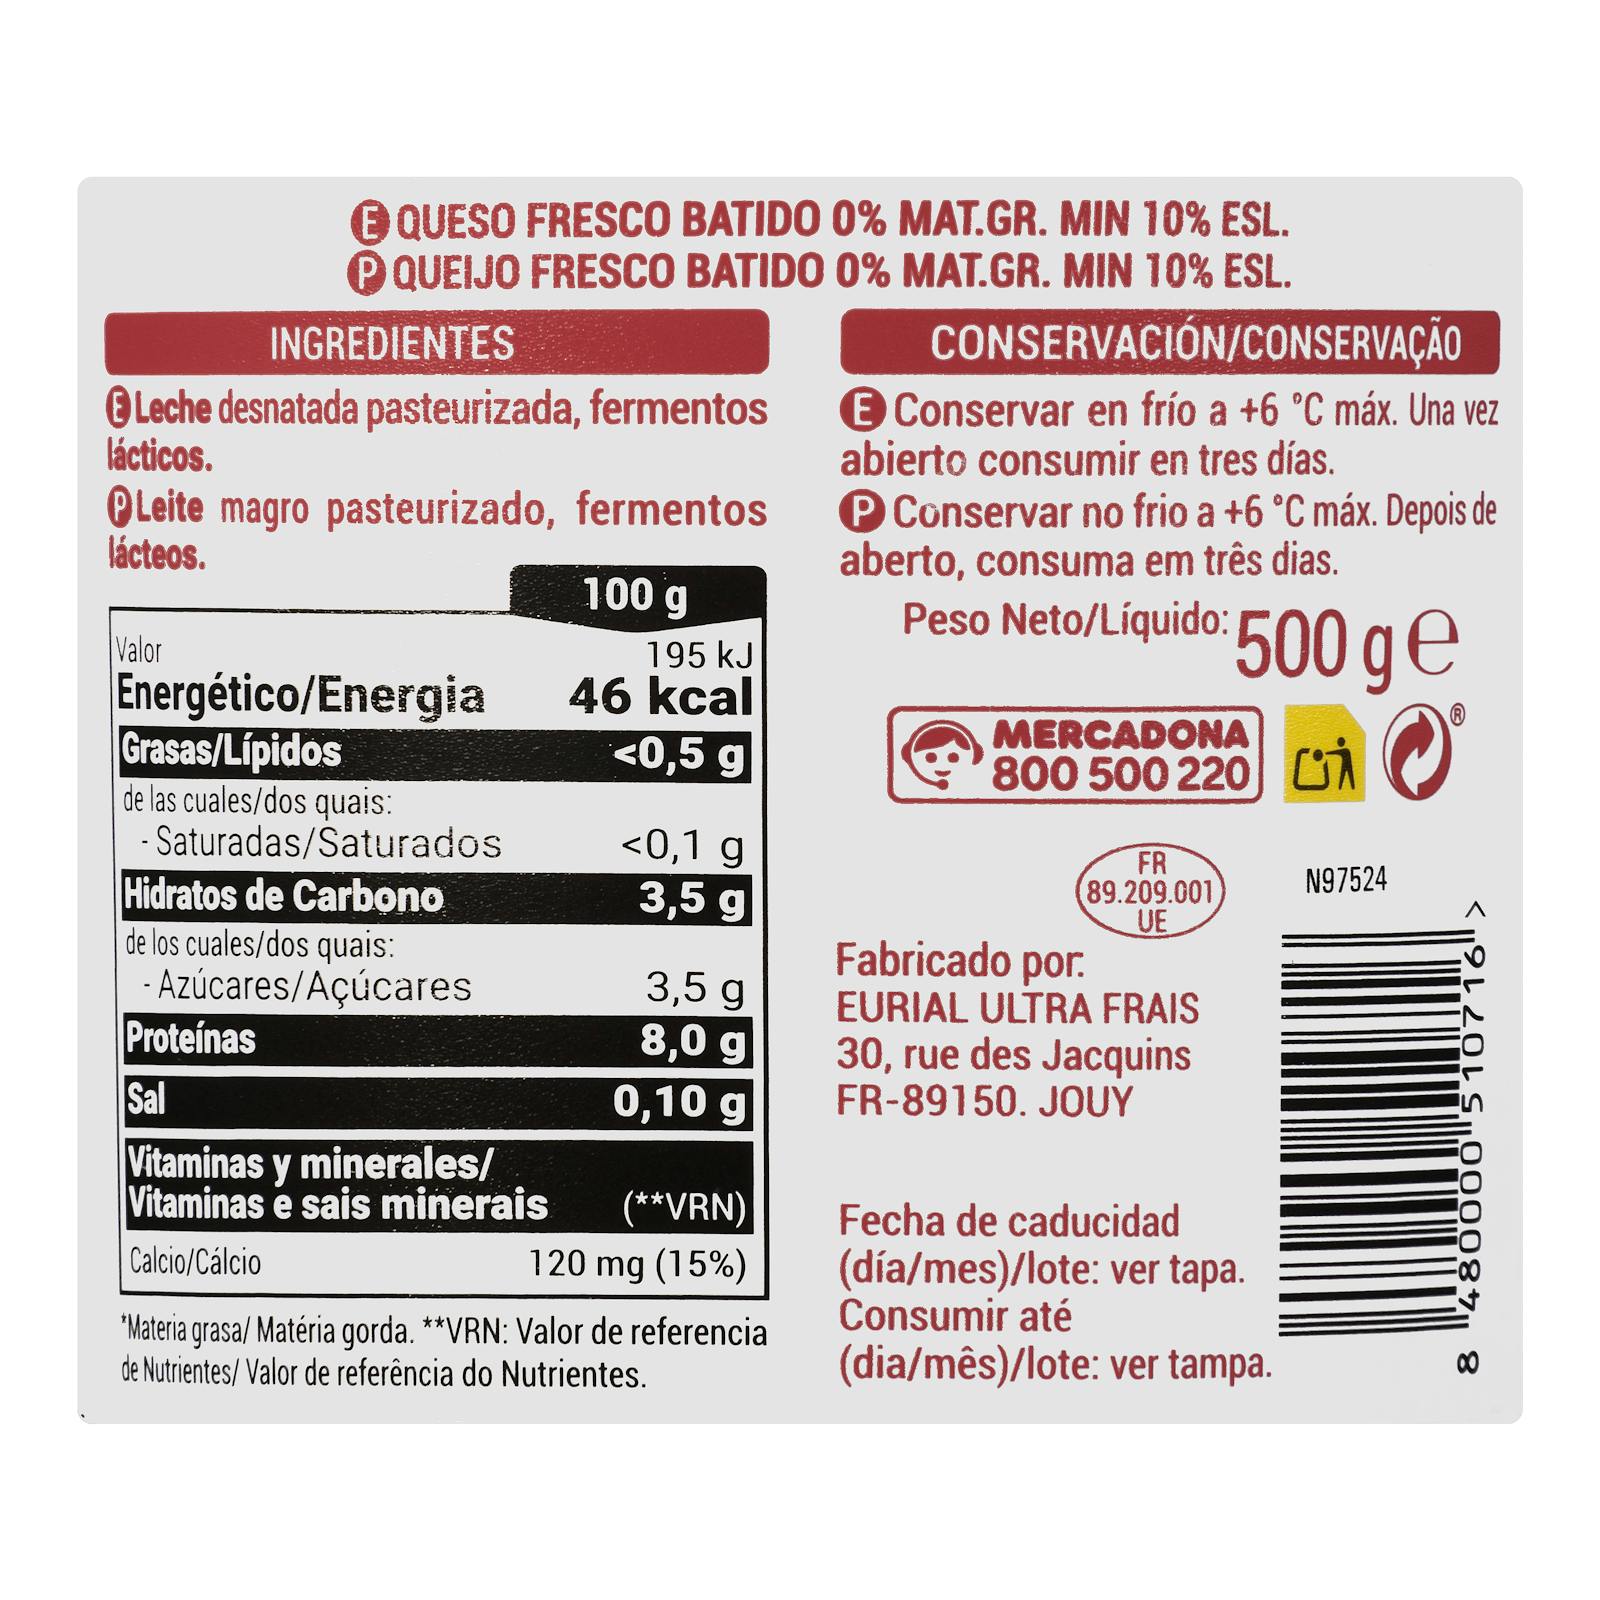 E QUESO FRESCO BATIDO 0% MAT.GR. MIN 10% ESL.
P QUEIJO FRESCO BATIDO 0% MAT.GR. MIN 10% ESL.
INGREDIENTES
E Leche desnatada pasteurizada, fermentos
lácticos.
P Leite magro pasteurizado, fermentos
lácteos.
100 g
Valor 195 kJ
Energético/Energia 46 kcal
Grasas/Lípidos <0,5 g
de las cuales/dos quais:
- Saturadas/Saturados <0,1 g
Hidratos de Carbono 3,5 g
de los cuales/dos quais:
- Azúcares/Açúcares 3,5 g
Proteínas 8,0 g
Sal 0,10 g
Vitaminas y minerales/
Vitaminas e sais minerais (**VRN)
Calcio/Cálcio 120 mg (15%)
*Materia grasa/ Matéria gorda. **VRN: Valor de referencia
de Nutrientes/ Valor de referência do Nutrientes.
CONSERVACIÓN/CONSERVAÇÃO
E Conservar en frío a +6 °C máx. Una vez
abierto consumir en tres días.
P Conservar no frio a +6 °C máx. Depois de
aberto, consuma em três dias.
Peso Neto/Líquido: 500 g e
MERCADONA
800 500 220
®
FR
89.209.001
UE
N97524
Fabricado por:
EURIAL ULTRA FRAIS
30, rue des Jacquins
FR-89150. JOUY
Fecha de caducidad
(día/mes)/lote: ver tapa.
Consumir até
(dia/mês)/lote: ver tampa.
8 480000 510716 >